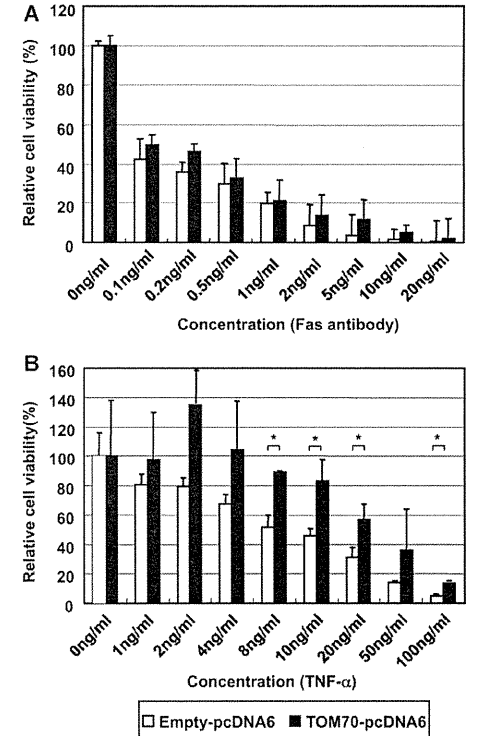 A
Relative cell viability (%)
120
100
80
60
40
20
0
0ng/ml 0.1ng/ml 0.2ng/ml 0.5ng/ml 1ng/ml 2ng/ml 5ng/ml 10ng/ml 20ng/ml
Concentration (Fas antibody)
B
Relative cell viability(%)
160
140
120
100
80
60
40
20
0
* * * *
0ng/ml 1ng/ml 2ng/ml 4ng/ml 8ng/ml 10ng/ml 20ng/ml 50ng/ml 100ng/ml
Concentration (TNF-α)
Empty-pcDNA6 TOM70-pcDNA6